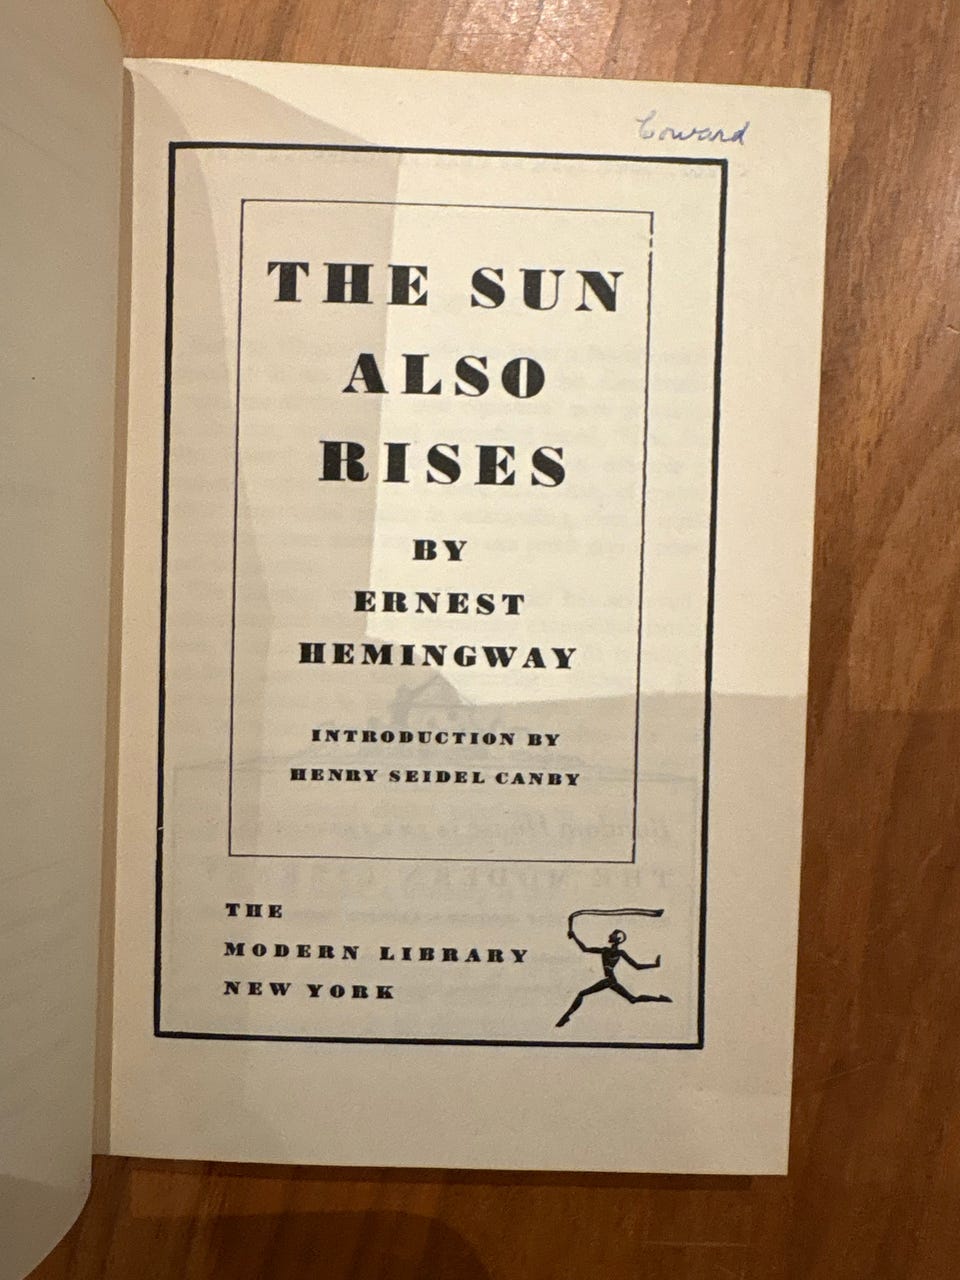 Coward
THE SUN
ALSO
RISES
BY
ERNEST
HEMINGWAY
INTRODUCTION BY
HENRY SEIDEL CANBY
THE
MODERN LIBRARY
NEW YORK